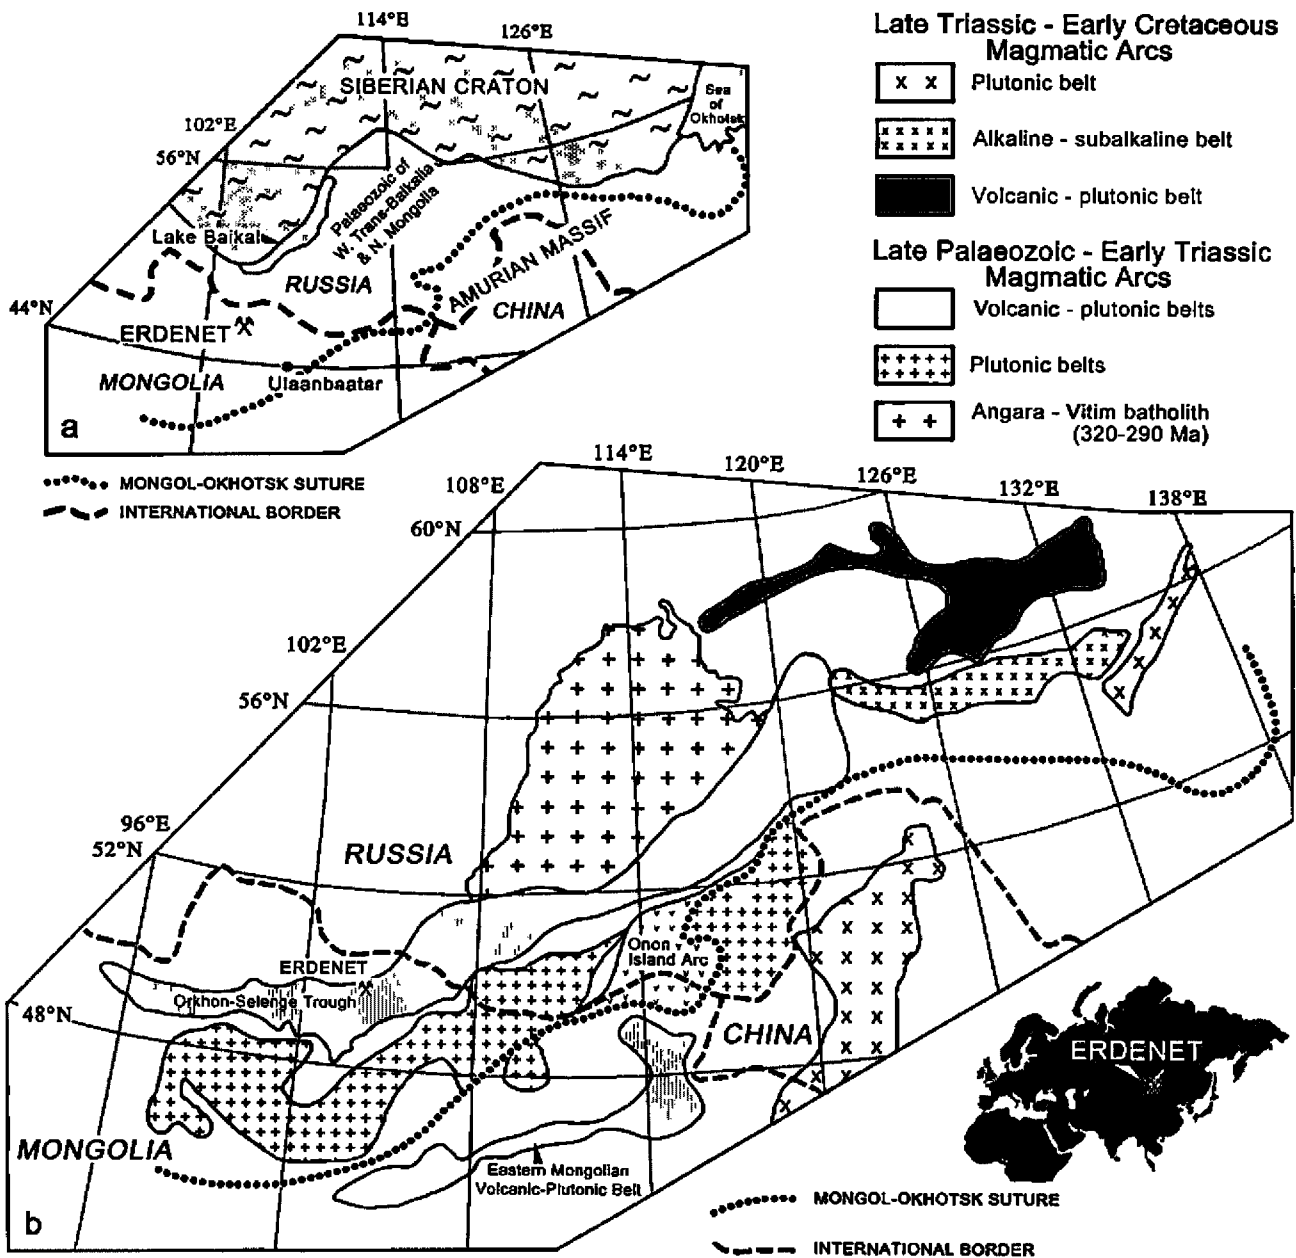 114°E
126°E
SIBERIAN CRATON
Sea
of
Okhotsk
102°E
56°N
Palaeozoic of
W. Trans-Baikalia
& N. Mongolia
Lake Baikal
RUSSIA
AMURIAN MASSIF
44°N
ERDENET
CHINA
MONGOLIA
Ulaanbaatar
a
MONGOL-OKHOTSK SUTURE
INTERNATIONAL BORDER
Late Triassic - Early Cretaceous
Magmatic Arcs
Plutonic belt
Alkaline - subalkaline belt
Volcanic - plutonic belt
Late Palaeozoic - Early Triassic
Magmatic Arcs
Volcanic - plutonic belts
Plutonic belts
Angara - Vitim batholith
(320-290 Ma)
114°E
120°E
126°E
132°E
138°E
108°E
60°N
102°E
56°N
96°E
52°N
RUSSIA
ERDENET
Orkhon-Selenge Trough
Onon
Island Arc
48°N
CHINA
ERDENET
MONGOLIA
Eastern Mongolian
Volcanic-Plutonic Belt
b
MONGOL-OKHOTSK SUTURE
INTERNATIONAL BORDER